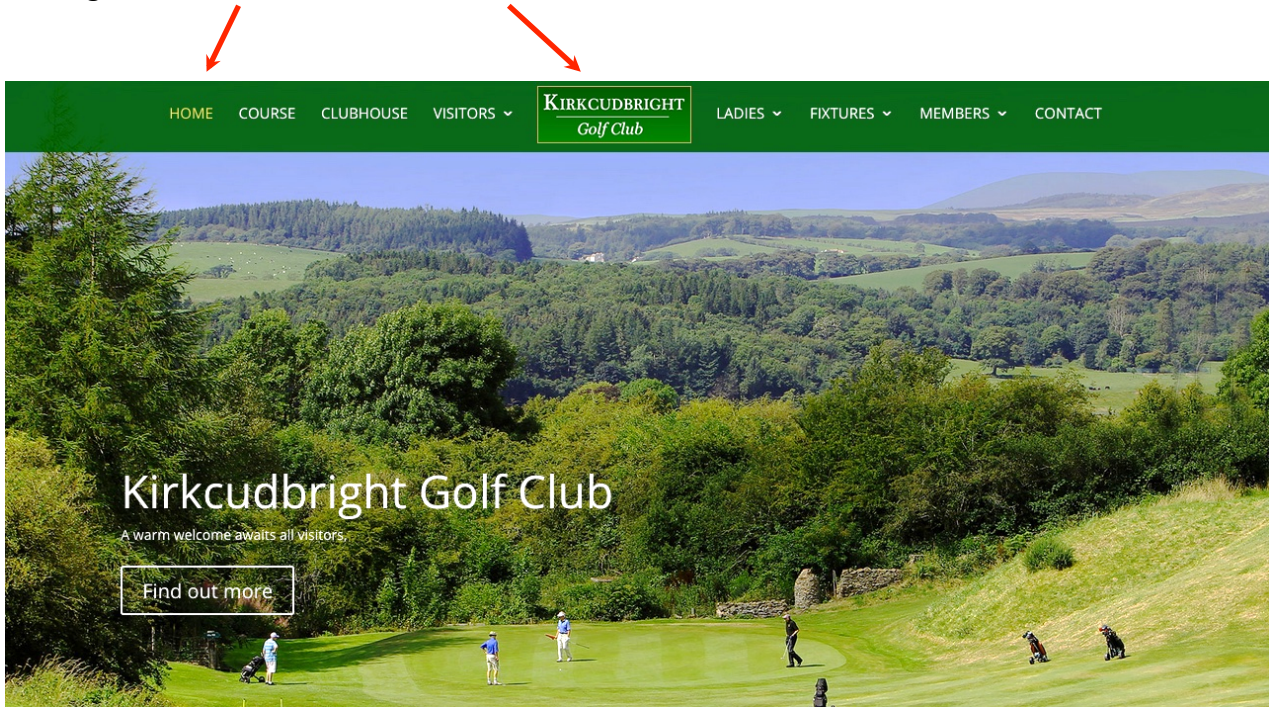 HOME COURSE CLUBHOUSE VISITORS KIRKCUDBRIGHT LADIES FIXTURES MEMBERS CONTACT
Golf Club
Kirkcudbright Golf Club
A warm welcome awaits all visitors.
Find out more